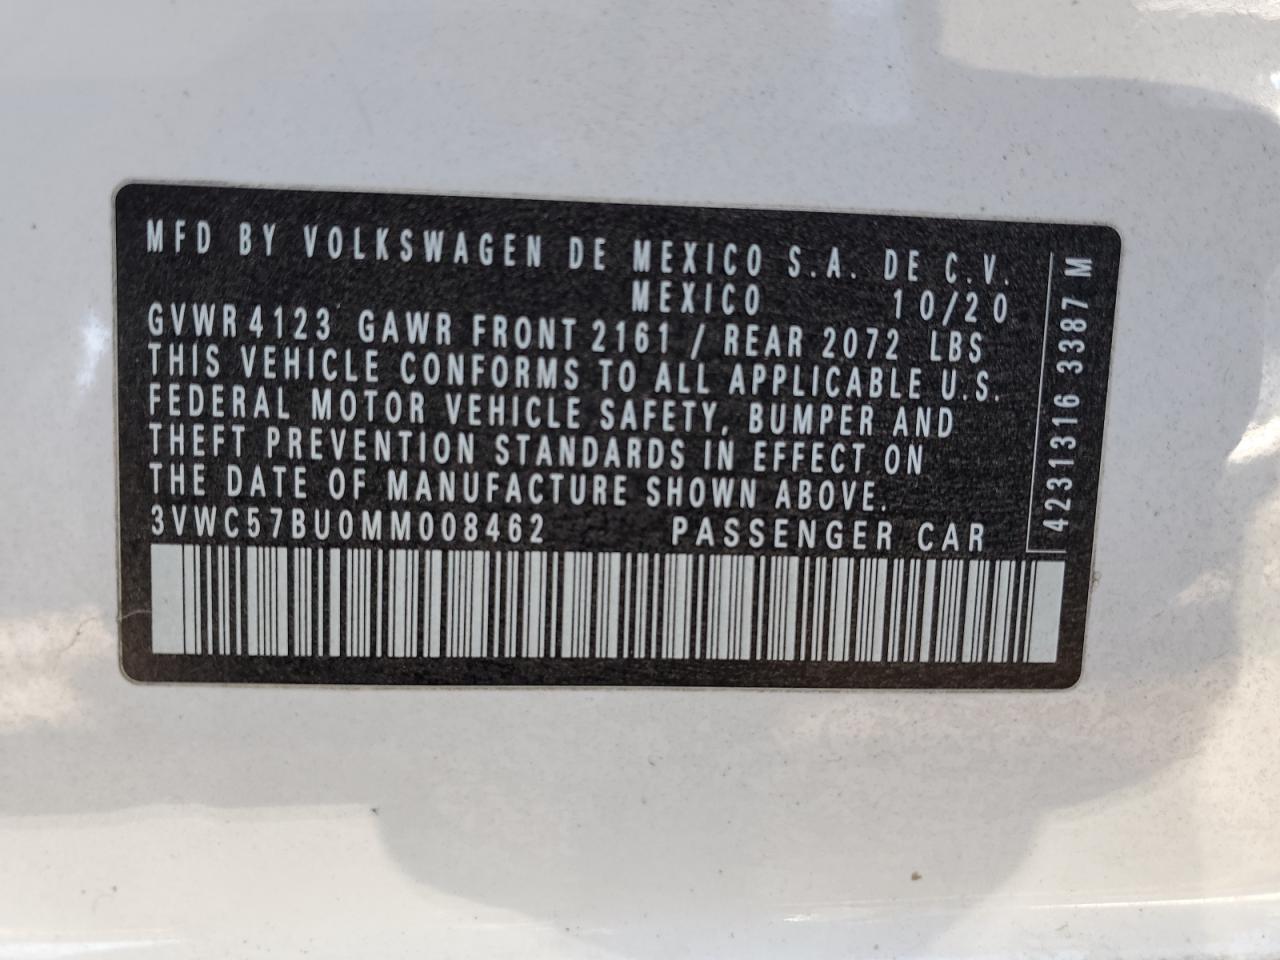 MFD BY VOLKSWAGEN DE MEXICO S.A. DE C.V.
MEXICO 10/20
GVWR 4123 GAWR FRONT 2161 / REAR 2072 LBS
THIS VEHICLE CONFORMS TO ALL APPLICABLE U.S.
FEDERAL MOTOR VEHICLE SAFETY, BUMPER AND
THEFT PREVENTION STANDARDS IN EFFECT ON
THE DATE OF MANUFACTURE SHOWN ABOVE.
3VWC57BU0MM008462 PASSENGER CAR
4231316 3387 M